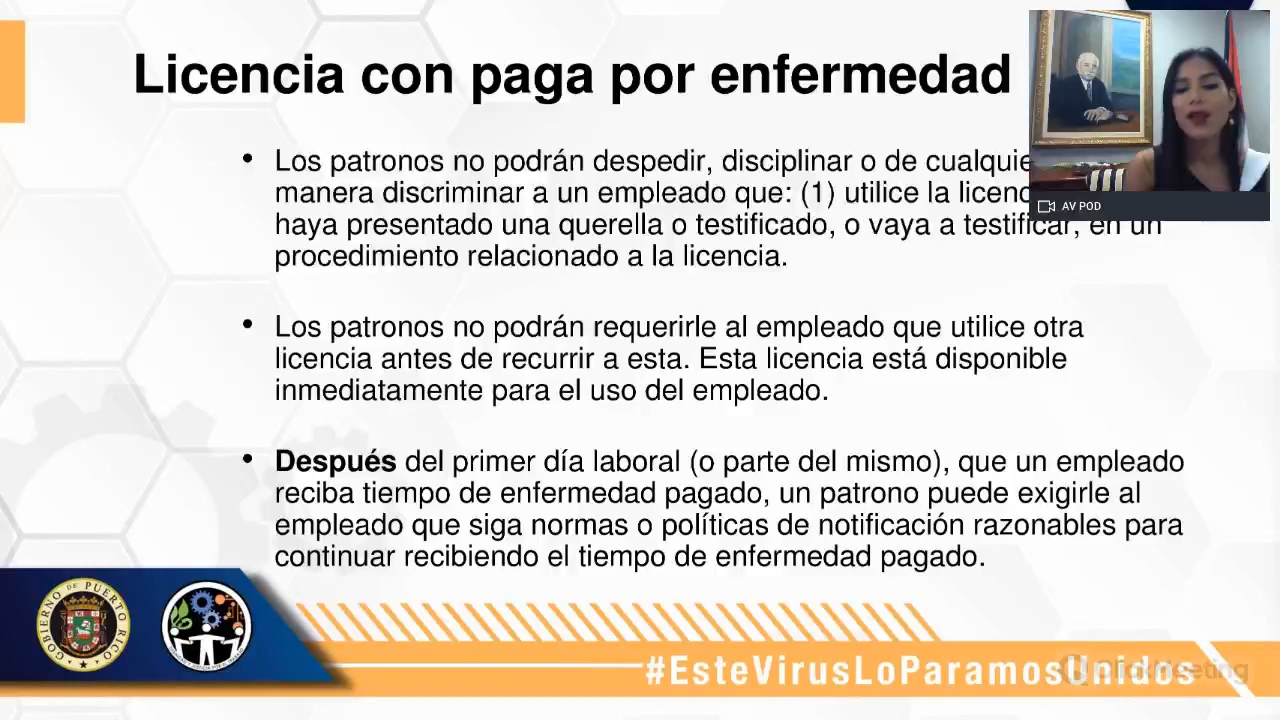 Licencia con paga por enfermedad
• Los patronos no podrán despedir, disciplinar o de cualquie
manera discriminar a un empleado que: (1) utilice la licenc
haya presentado una querella o testificado, o vaya a testificar, en un
procedimiento relacionado a la licencia.
• Los patronos no podrán requerirle al empleado que utilice otra
licencia antes de recurrir a esta. Esta licencia está disponible
inmediatamente para el uso del empleado.
• Después del primer día laboral (o parte del mismo), que un empleado
reciba tiempo de enfermedad pagado, un patrono puede exigirle al
empleado que siga normas o políticas de notificación razonables para
continuar recibiendo el tiempo de enfermedad pagado.
AV POD
GOBIERNO DE PUERTO RICO
#EsteVirusLoParamosUnidos
ClickMeeting